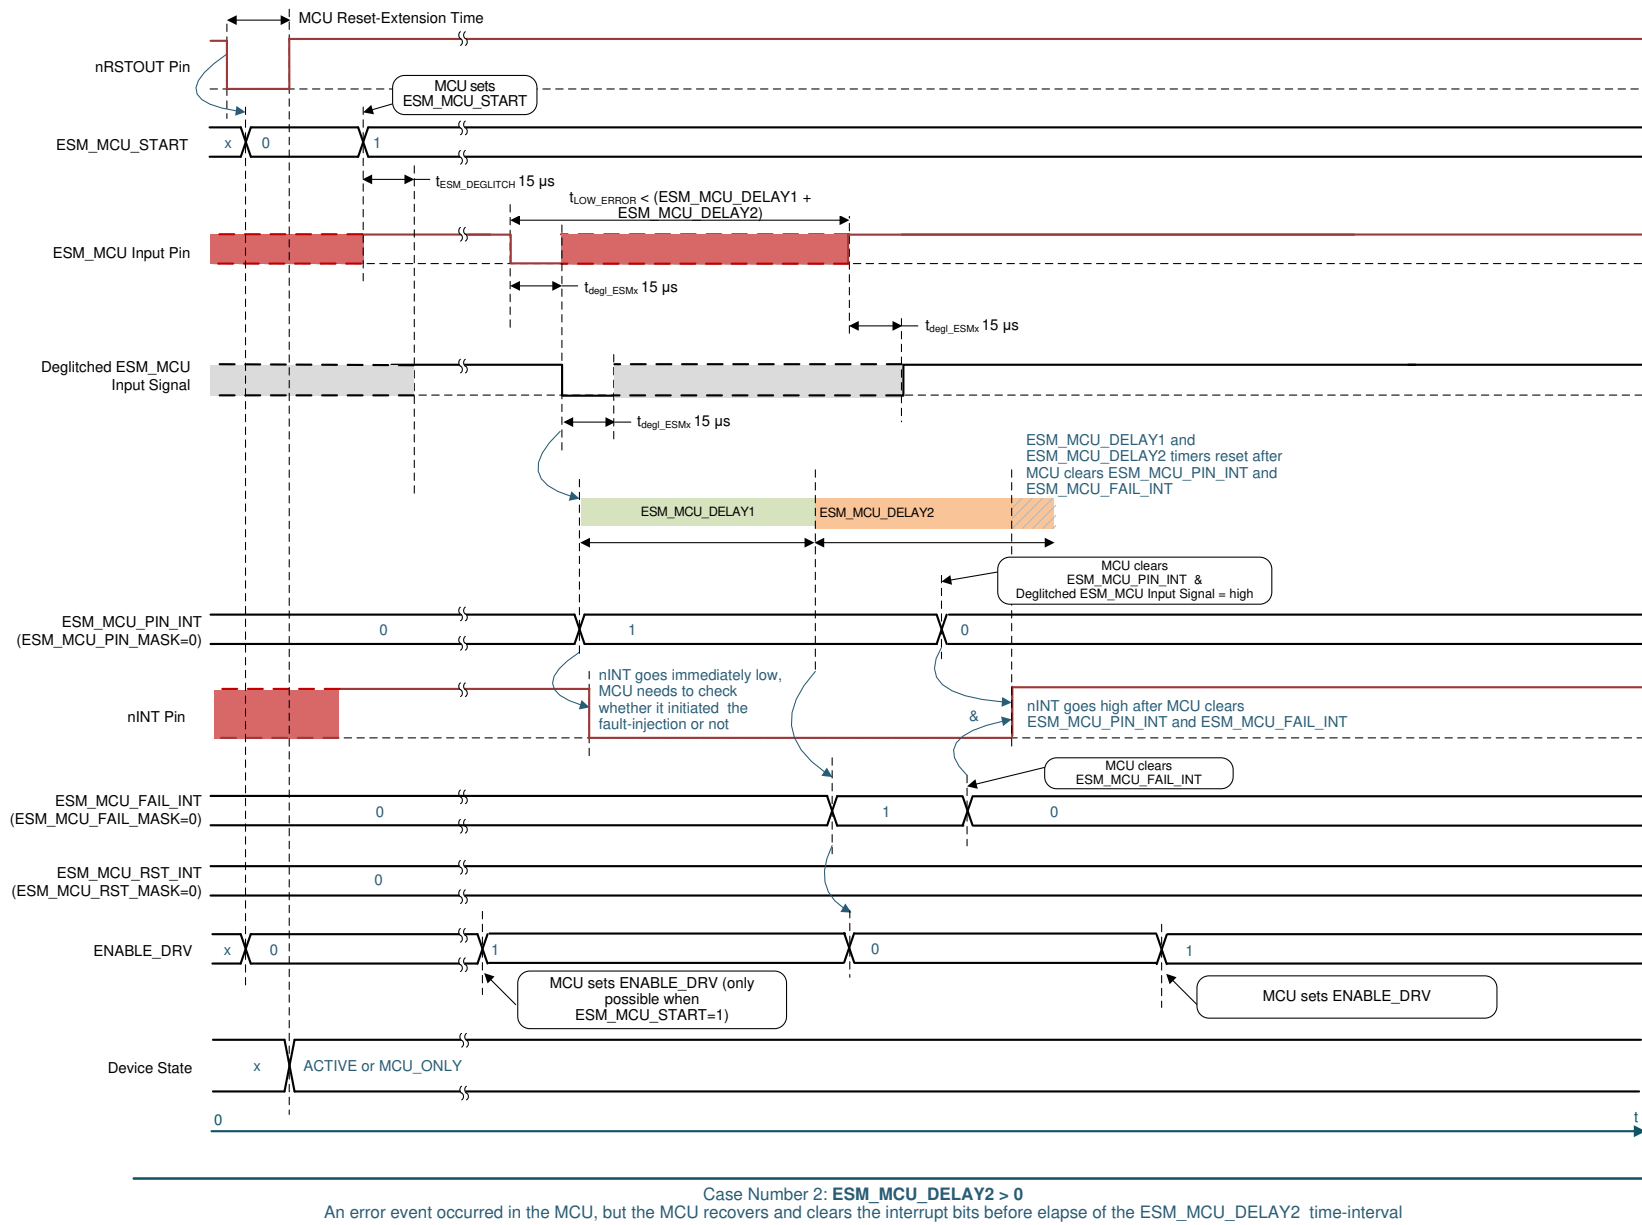 MCU Reset-Extension Time
nRSTOUT Pin
MCU sets
ESM_MCU_START
ESM_MCU_START
x
0
1
tESM_DEGLITCH 15 µs
tLOW_ERROR < (ESM_MCU_DELAY1 +
ESM_MCU_DELAY2)
ESM_MCU Input Pin
tdegl_ESMx 15 µs
tdegl_ESMx 15 µs
Deglitched ESM_MCU
Input Signal
tdegl_ESMx 15 µs
ESM_MCU_DELAY1 and
ESM_MCU_DELAY2 timers reset after
MCU clears ESM_MCU_PIN_INT and
ESM_MCU_FAIL_INT
ESM_MCU_DELAY1
ESM_MCU_DELAY2
MCU clears
ESM_MCU_PIN_INT &
Deglitched ESM_MCU Input Signal = high
ESM_MCU_PIN_INT
(ESM_MCU_PIN_MASK=0)
0
1
0
nINT goes immediately low,
MCU needs to check
whether it initiated the
fault-injection or not
nINT Pin
&
nINT goes high after MCU clears
ESM_MCU_PIN_INT and ESM_MCU_FAIL_INT
MCU clears
ESM_MCU_FAIL_INT
ESM_MCU_FAIL_INT
(ESM_MCU_FAIL_MASK=0)
0
1
0
ESM_MCU_RST_INT
(ESM_MCU_RST_MASK=0)
0
ENABLE_DRV
x
0
1
0
1
MCU sets ENABLE_DRV (only
possible when
ESM_MCU_START=1)
MCU sets ENABLE_DRV
Device State
x
ACTIVE or MCU_ONLY
0
t
Case Number 2: ESM_MCU_DELAY2 > 0
An error event occurred in the MCU, but the MCU recovers and clears the interrupt bits before elapse of the ESM_MCU_DELAY2 time-interval